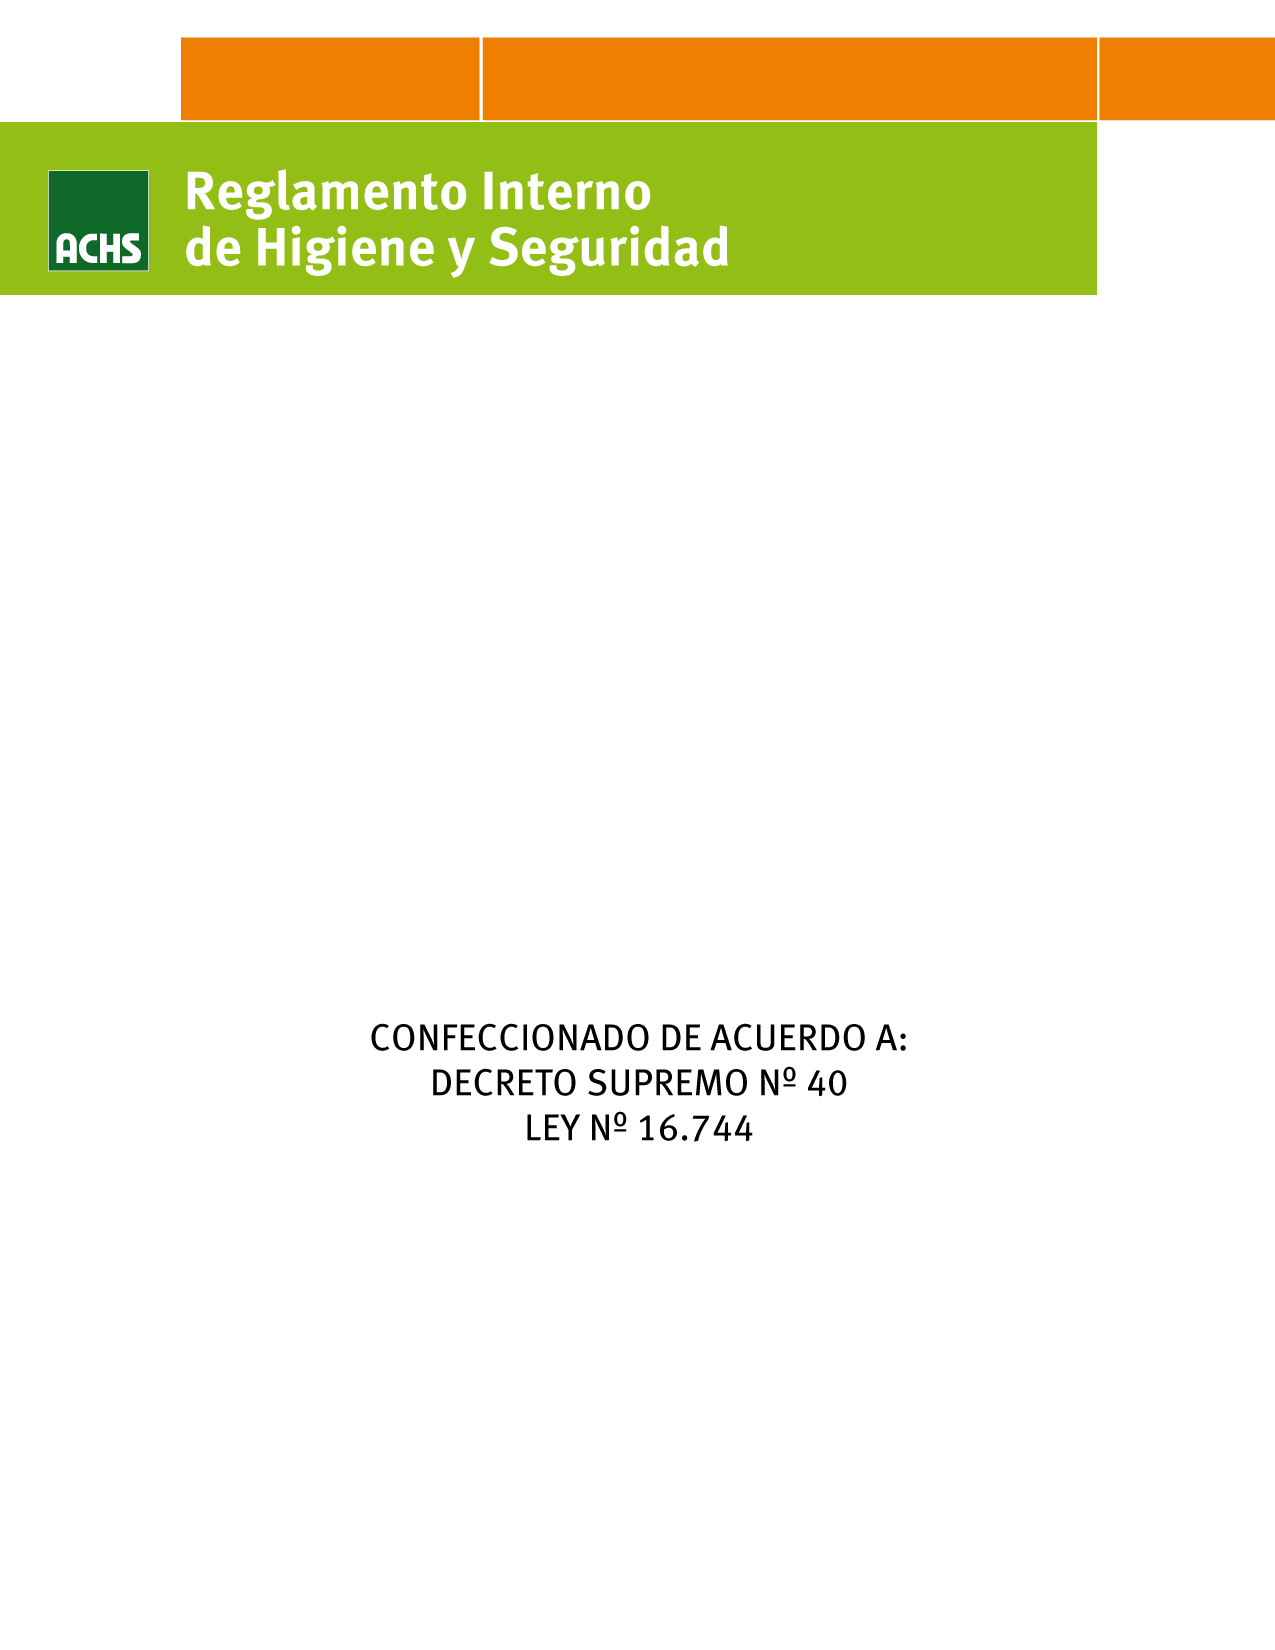 ACHS
Reglamento Interno
de Higiene y Seguridad
CONFECCIONADO DE ACUERDO A:
DECRETO SUPREMO Nº 40
LEY Nº 16.744